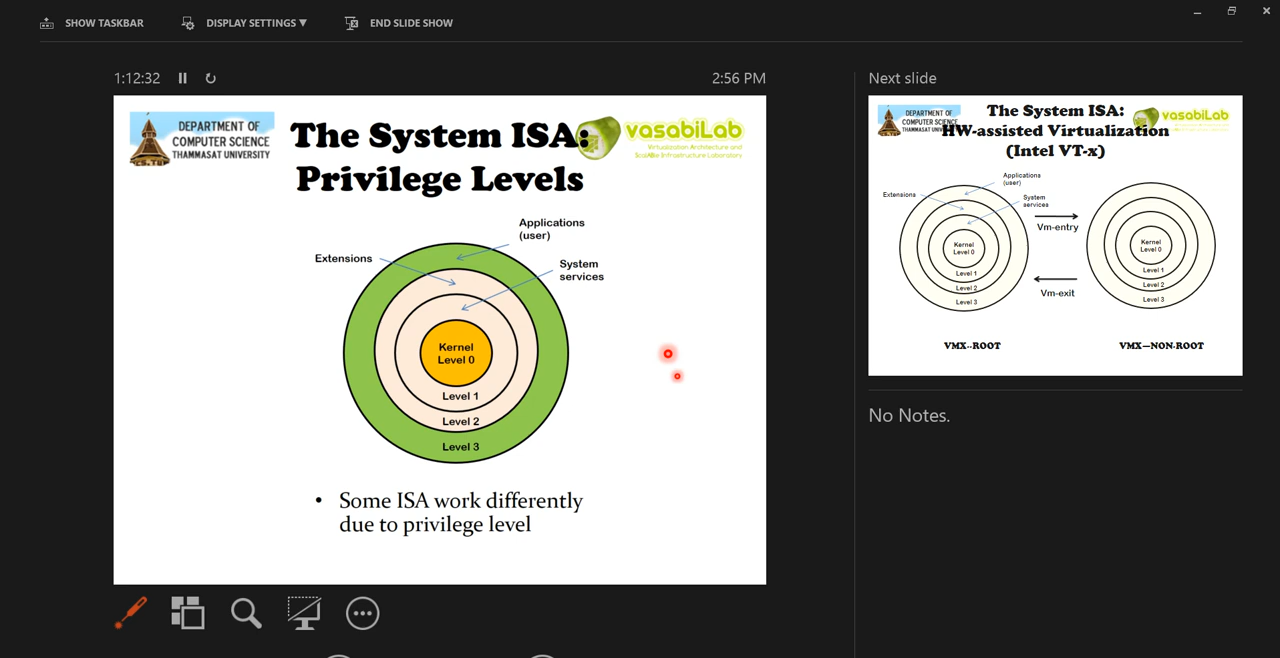 SHOW TASKBAR
DISPLAY SETTINGS ▼
END SLIDE SHOW
1:12:32
2:56 PM
DEPARTMENT OF
COMPUTER SCIENCE
THAMMASAT UNIVERSITY
The System ISA:
Privilege Levels
vasabiLab
Virtualization Architecture and
ScalABle Infrastructure Laboratory
Applications
(user)
Extensions
System
services
Kernel
Level 0
Level 1
Level 2
Level 3
• Some ISA work differently
due to privilege level
Next slide
DEPARTMENT OF
COMPUTER SCIENCE
The System ISA:
HW-assisted Virtualization
(Intel VT-x)
vasabiLab
Applications
(user)
Extensions
System
services
Kernel
Level 0
Level 1
Level 2
Level 3
Vm-entry
Vm-exit
Kernel
Level 0
Level 1
Level 2
Level 3
VMX--ROOT
VMX—NON-ROOT
No Notes.